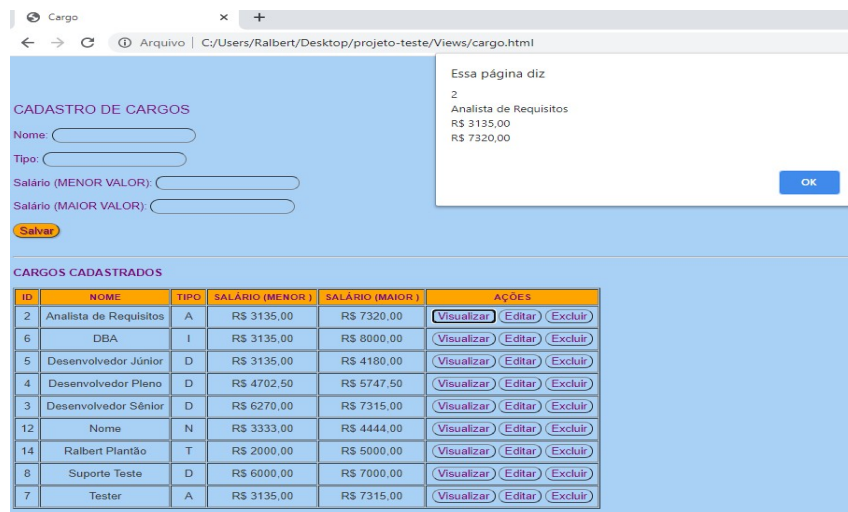 Cargo
Arquivo | C:/Users/Ralbert/Desktop/projeto-teste/Views/cargo.html
Essa página diz
2
Analista de Requisitos
R$ 3135,00
R$ 7320,00
OK
CADASTRO DE CARGOS
Nome:
Tipo:
Salário (MENOR VALOR):
Salário (MAIOR VALOR):
Salvar
CARGOS CADASTRADOS
ID NOME TIPO SALÁRIO (MENOR ) SALÁRIO (MAIOR ) AÇÕES
2 Analista de Requisitos A R$ 3135,00 R$ 7320,00 Visualizar Editar Excluir
6 DBA I R$ 3135,00 R$ 8000,00 Visualizar Editar Excluir
5 Desenvolvedor Júnior D R$ 3135,00 R$ 4180,00 Visualizar Editar Excluir
4 Desenvolvedor Pleno D R$ 4702,50 R$ 5747,50 Visualizar Editar Excluir
3 Desenvolvedor Sênior D R$ 6270,00 R$ 7315,00 Visualizar Editar Excluir
12 Nome N R$ 3333,00 R$ 4444,00 Visualizar Editar Excluir
14 Ralbert Plantão T R$ 2000,00 R$ 5000,00 Visualizar Editar Excluir
8 Suporte Teste D R$ 6000,00 R$ 7000,00 Visualizar Editar Excluir
7 Tester A R$ 3135,00 R$ 7315,00 Visualizar Editar Excluir